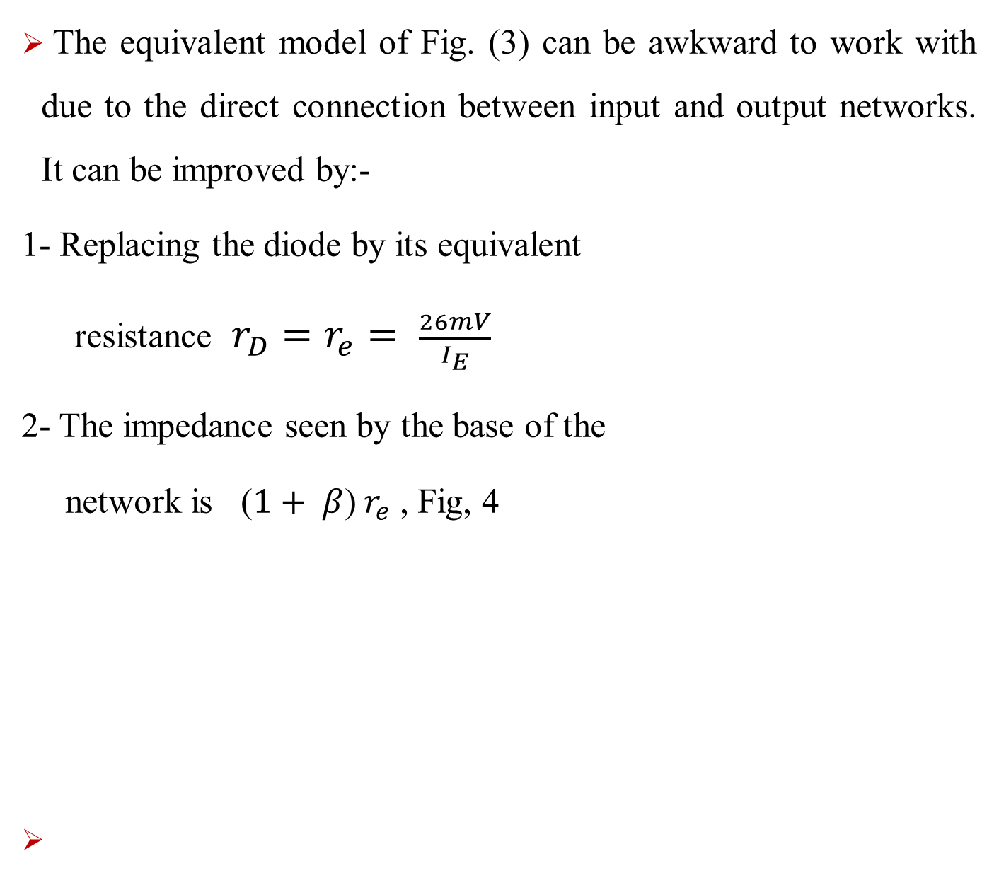 ➢ The equivalent model of Fig. (3) can be awkward to work with
due to the direct connection between input and output networks.
It can be improved by:-
1- Replacing the diode by its equivalent
resistance r_D = r_e = 26mV / I_E
2- The impedance seen by the base of the
network is (1 + β) r_e , Fig, 4
➢